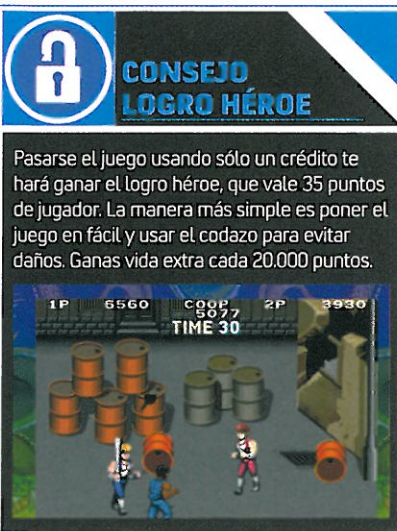 CONSEJO
LOGRO HÉROE
Pasarse el juego usando sólo un crédito te
hará ganar el logro héroe, que vale 35 puntos
de jugador. La manera más simple es poner el
juego en fácil y usar el codazo para evitar
daños. Ganas vida extra cada 20.000 puntos.
1P 6560 COOP 2P 3930
5077
TIME 30